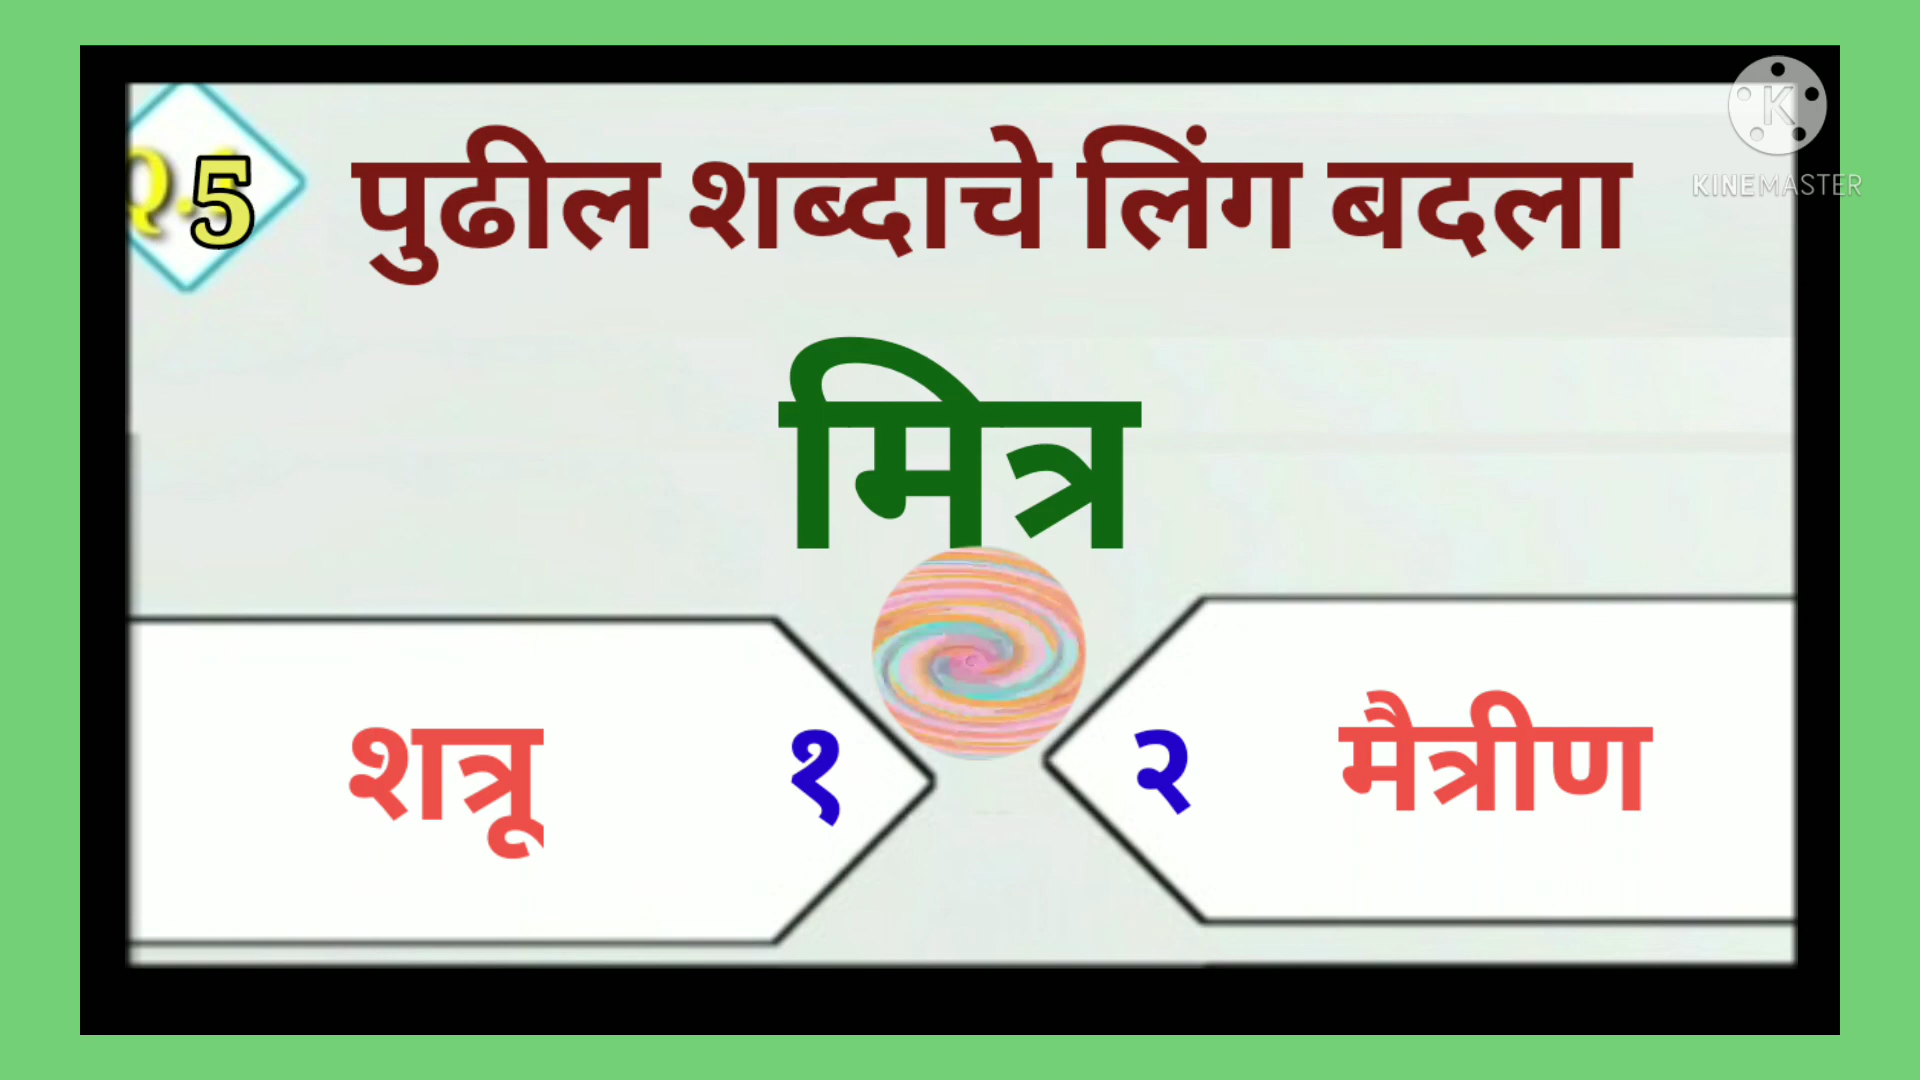 Q.
5
पुढील शब्दाचे लिंग बदला
मित्र
शत्रू १
२ मैत्रीण
K
KINEMASTER